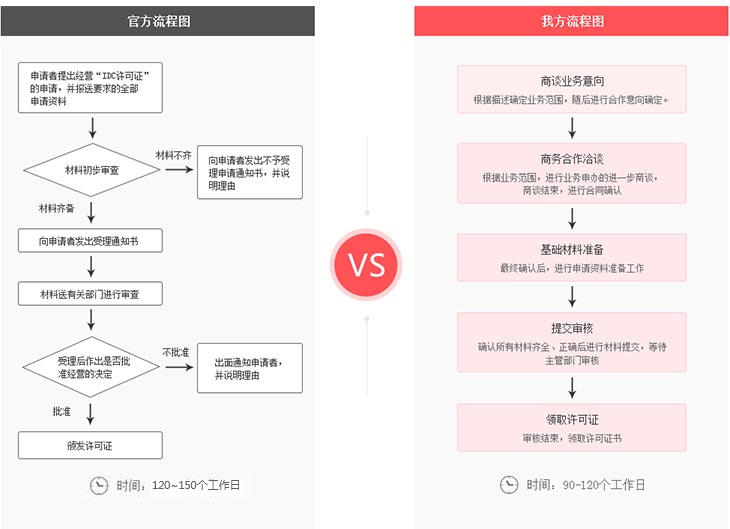 官方流程图
申请者提出经营“IDC许可证”
的申请，并报送要求的全部
申请资料
材料初步审查
材料不齐
向申请者发出不予受
理申请通知书，并说
明理由
材料齐备
向申请者发出受理通知书
材料送有关部门进行审查
受理后作出是否批
准经营的决定
不批准
出面通知申请者，
并说明理由
批准
颁发许可证
时间：120~150个工作日
VS
我方流程图
商谈业务意向
根据描述确定业务范围，随后进行合作意向确定。
商务合作洽谈
根据业务范围，进行业务申办的进一步商谈，
商谈结束，进行合同确认
基础材料准备
最终确认后，进行申请资料准备工作
提交审核
确认所有材料齐全、正确后进行材料提交，等待
主管部门审核
领取许可证
审核结束，领取许可证书
时间：90-120个工作日